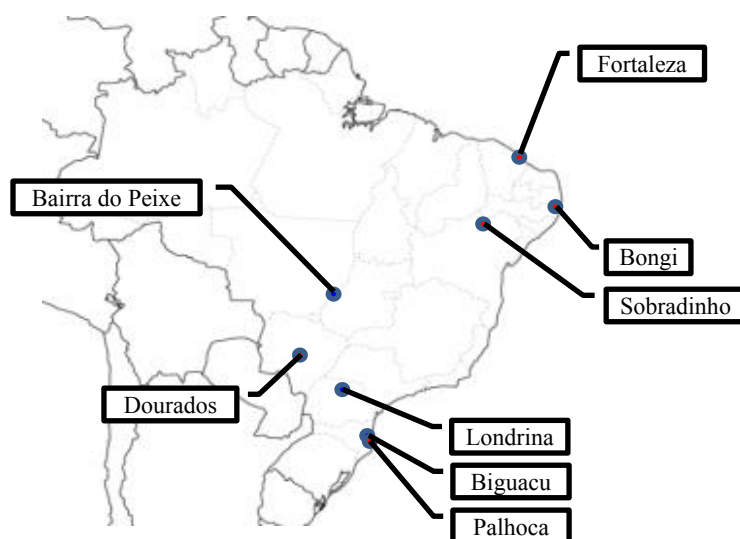 Fortaleza
Bairra do Peixe
Bongi
Sobradinho
Dourados
Londrina
Biguacu
Palhoca